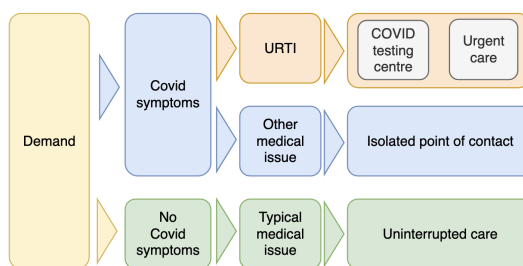 Demand
Covid
symptoms
URTI
COVID
testing
centre
Urgent
care
Other
medical
issue
Isolated point of contact
No
Covid
symptoms
Typical
medical
issue
Uninterrupted care